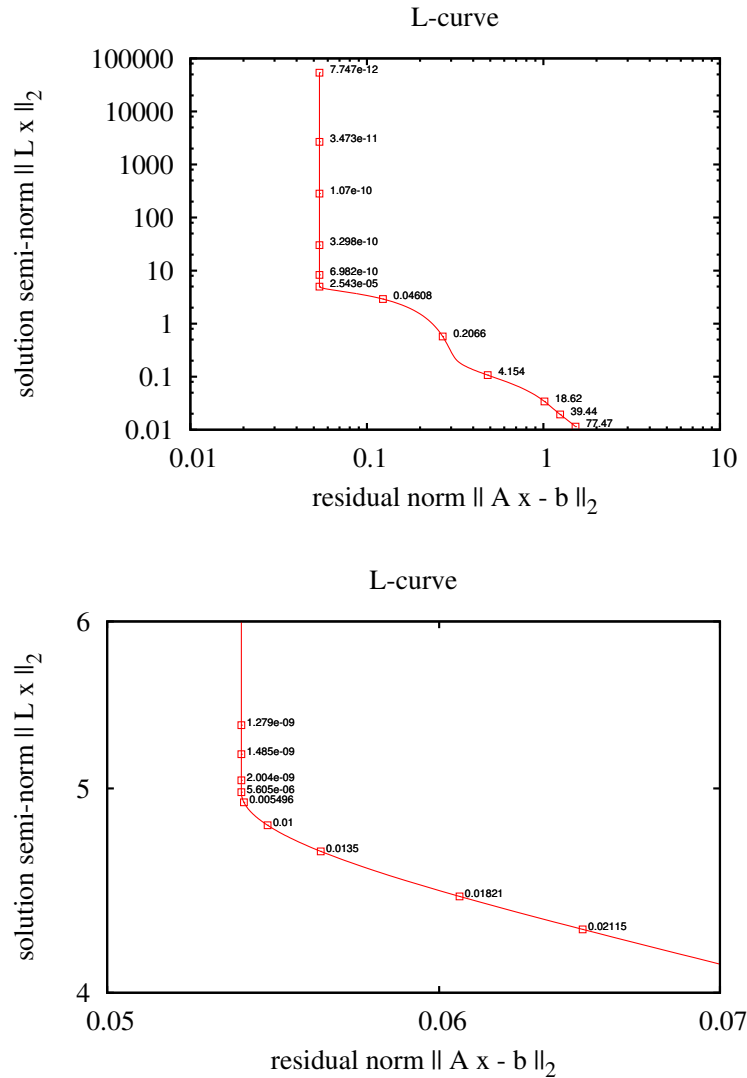 L-curve
100000
10000
1000
100
10
1
0.1
0.01
solution semi-norm || L x ||2
7.747e-12
3.473e-11
1.07e-10
3.298e-10
6.982e-10
2.543e-05
0.04608
0.2066
4.154
18.62
39.44
77.47
0.01 0.1 1 10
residual norm || A x - b ||2
L-curve
6
5
4
solution semi-norm || L x ||2
1.279e-09
1.485e-09
2.004e-09
5.605e-06
0.005496
0.01
0.0135
0.01821
0.02115
0.05 0.06 0.07
residual norm || A x - b ||2